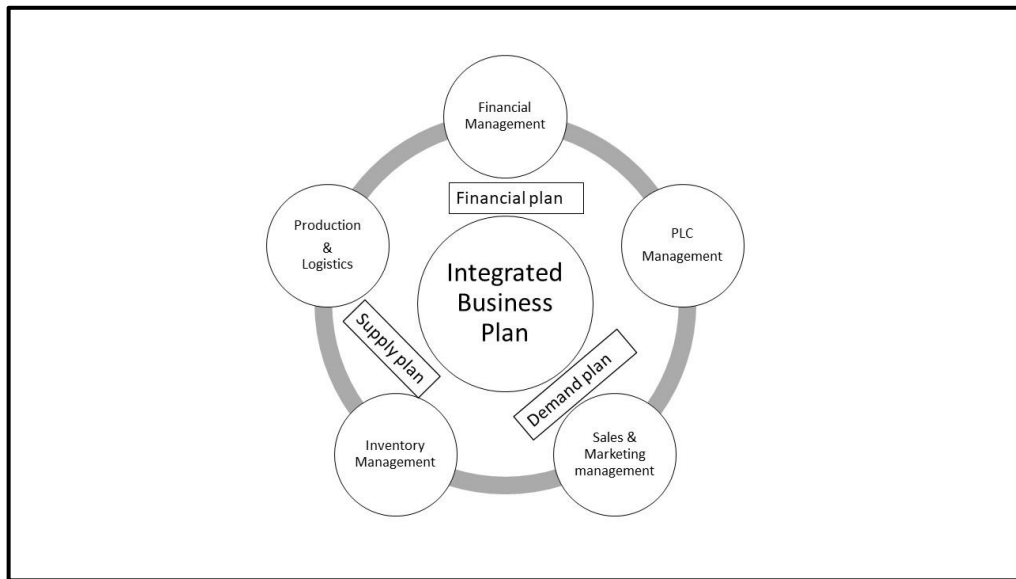 Financial
Management
Financial plan
Production
&
Logistics
PLC
Management
Integrated
Business
Plan
Supply plan
Demand plan
Inventory
Management
Sales &
Marketing
management